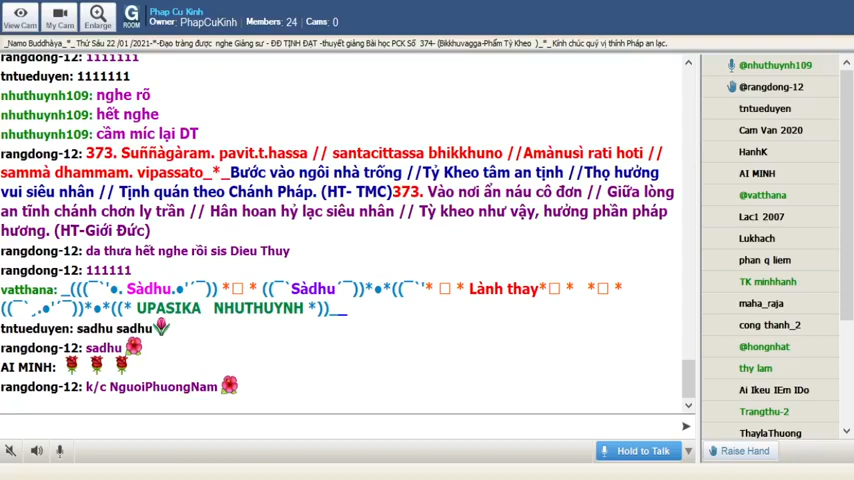 Phap Cu Kinh
Owner: PhapCuKinh Members: 24 Cams: 0
View Cam
My Cam
Enlarge
G
ROOM
_Namo Buddhàya_*_ Thứ Sáu 22 /01 /2021-*-Đạo tràng được nghe Giảng sư - ĐĐ TỊNH ĐẠT -thuyết giảng Bài học PCK Số 374- (Bikkhuvagga-Phẩm Tỳ Kheo )_*_ Kính chúc quý vị thính Pháp an lạc.
rangdong-12: 1111111
tntueduyen: 1111111
nhuthuynh109: nghe rõ
nhuthuynh109: hết nghe
nhuthuynh109: cầm míc lại DT
rangdong-12: 373. Suññàgàram. pavit.t.hassa // santacittassa bhikkhuno //Amànusì rati hoti //
sammà dhammam. vipassato_*_Bước vào ngôi nhà trống //Tỷ Kheo tâm an tịnh //Thọ hưởng
vui siêu nhân // Tịnh quán theo Chánh Pháp. (HT- TMC)373. Vào nơi ẩn náu cô đơn // Giữa lòng
an tĩnh chánh chơn ly trần // Hân hoan hỷ lạc siêu nhân // Tỳ kheo như vậy, hưởng phần pháp
hương. (HT-Giới Đức)
rangdong-12: da thưa hết nghe rồi sis Dieu Thuy
rangdong-12: 111111
vatthana: _(((¯`'•. Sàdhu.•'´¯)) *□ * ((¯`Sàdhu´¯))*•*((¯`'* □ * Lành thay*□ * *□ *
((¯`¸.•'´¯))*•*((* UPASIKA NHUTHUYNH *))__
tntueduyen: sadhu sadhu
rangdong-12: sadhu
AI MINH:
rangdong-12: k/c NguoiPhuongNam
Hold to Talk
@nhuthuynh109
@rangdong-12
tntueduyen
Cam Van 2020
HanhK
AI MINH
@vatthana
Lac1 2007
Lukhach
phan q liem
TK minhhanh
maha_raja
cong thanh_2
@hongnhat
thy lam
Ai Ikeu IEm IDo
Trangthu-2
ThaylaThuong
Raise Hand